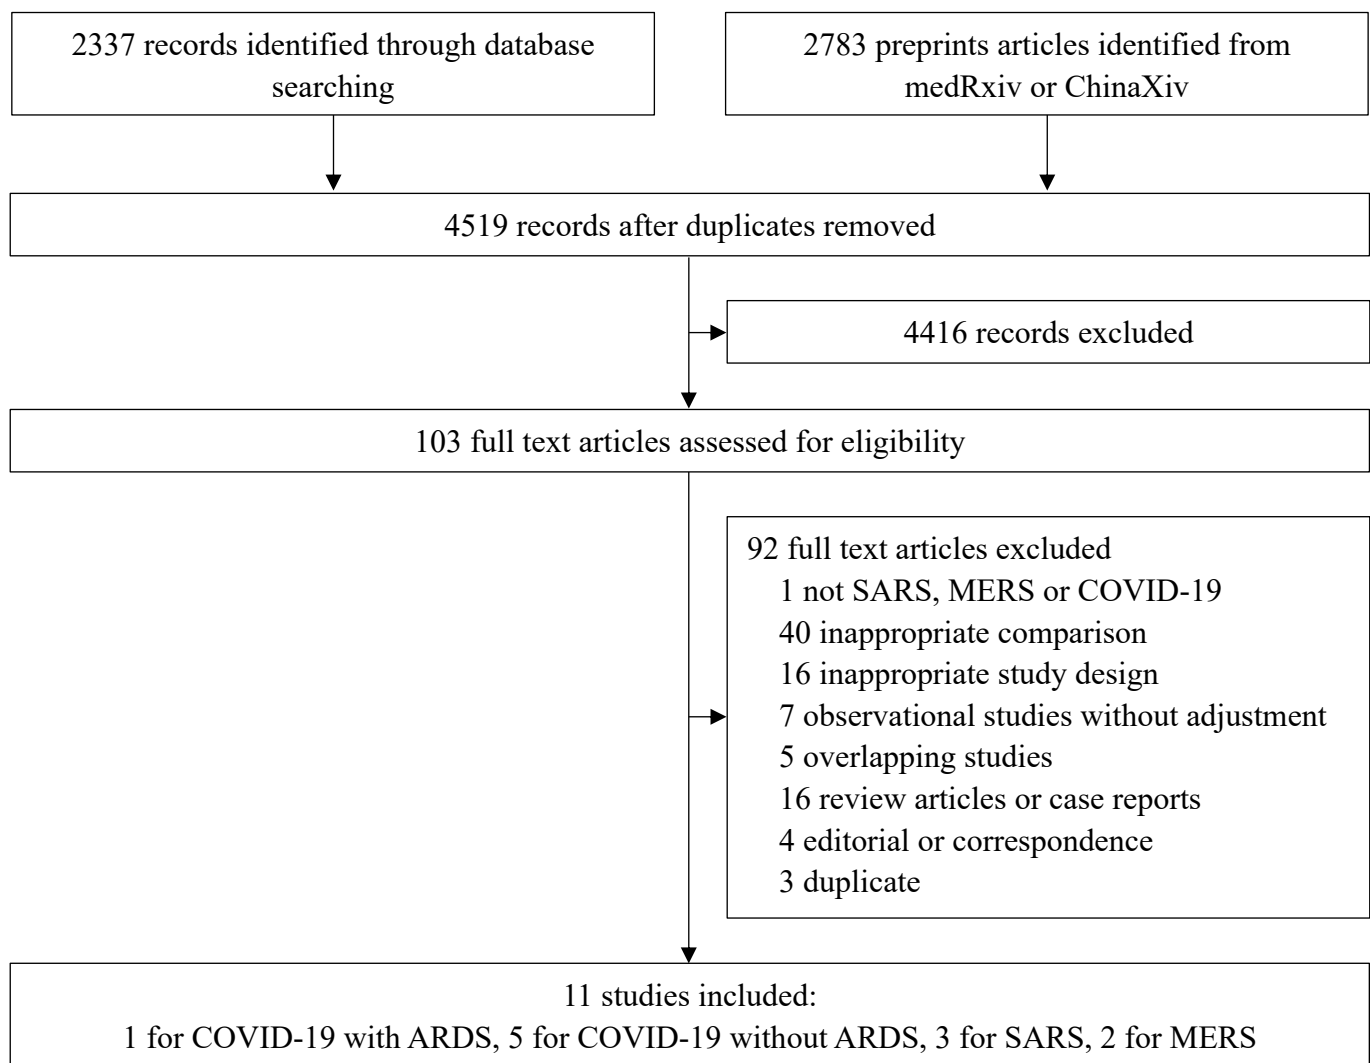 2337 records identified through database
searching
2783 preprints articles identified from
medRxiv or ChinaXiv
4519 records after duplicates removed
4416 records excluded
103 full text articles assessed for eligibility
92 full text articles excluded
1 not SARS, MERS or COVID-19
40 inappropriate comparison
16 inappropriate study design
7 observational studies without adjustment
5 overlapping studies
16 review articles or case reports
4 editorial or correspondence
3 duplicate
11 studies included:
1 for COVID-19 with ARDS, 5 for COVID-19 without ARDS, 3 for SARS, 2 for MERS